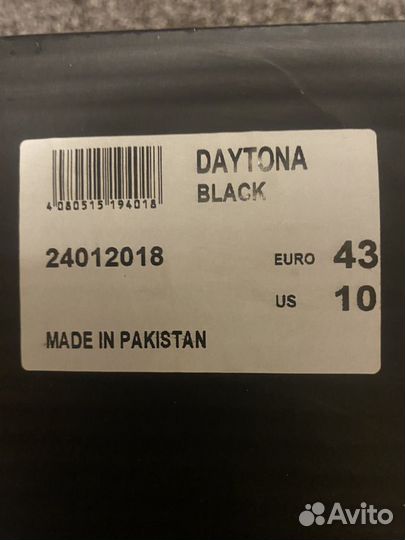 DAYTONA
BLACK
4 080515 194018
24012018
EURO 43
US 10
MADE IN PAKISTAN
Avito